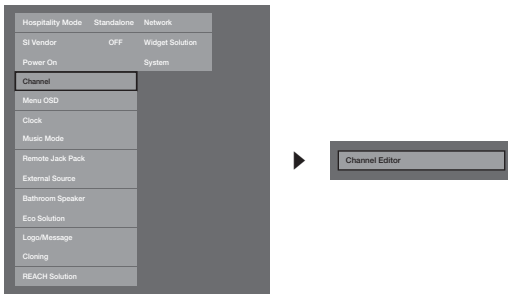 Hospitality Mode Standalone Network
SI Vendor OFF Widget Solution
Power On System
Channel
Menu OSD
Clock
Music Mode
Remote Jack Pack
External Source
Bathroom Speaker
Eco Solution
Logo/Message
Cloning
REACH Solution
Channel Editor